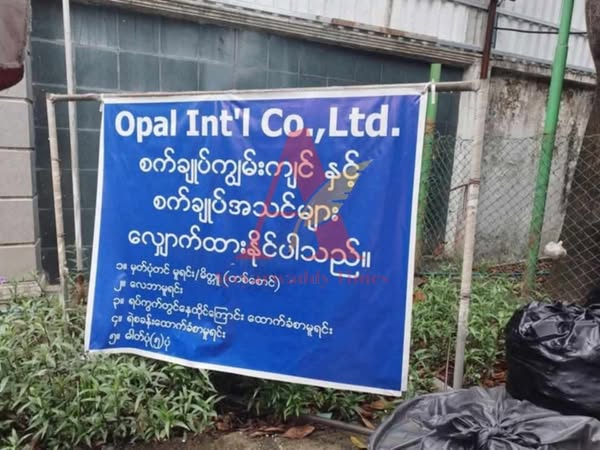 Opal Int'l Co.,Ltd.
စက်ချုပ်ကျွမ်းကျင် နှင့်
စက်ချုပ်အသင်များ
လျှောက်ထားနိုင်ပါသည်။
၁။ မှတ်ပုံတင် မူရင်း/မိတ္တူ (တစ်စောင်)
၂။ လေဘာမူရင်း
၃။ ရပ်ကွက်တွင်နေထိုင်ကြောင်း ထောက်ခံစာမူရင်း
၄။ ရဲစခန်းထောက်ခံစာမူရင်း
၅။ ဓါတ်ပုံ(၅)ပုံ